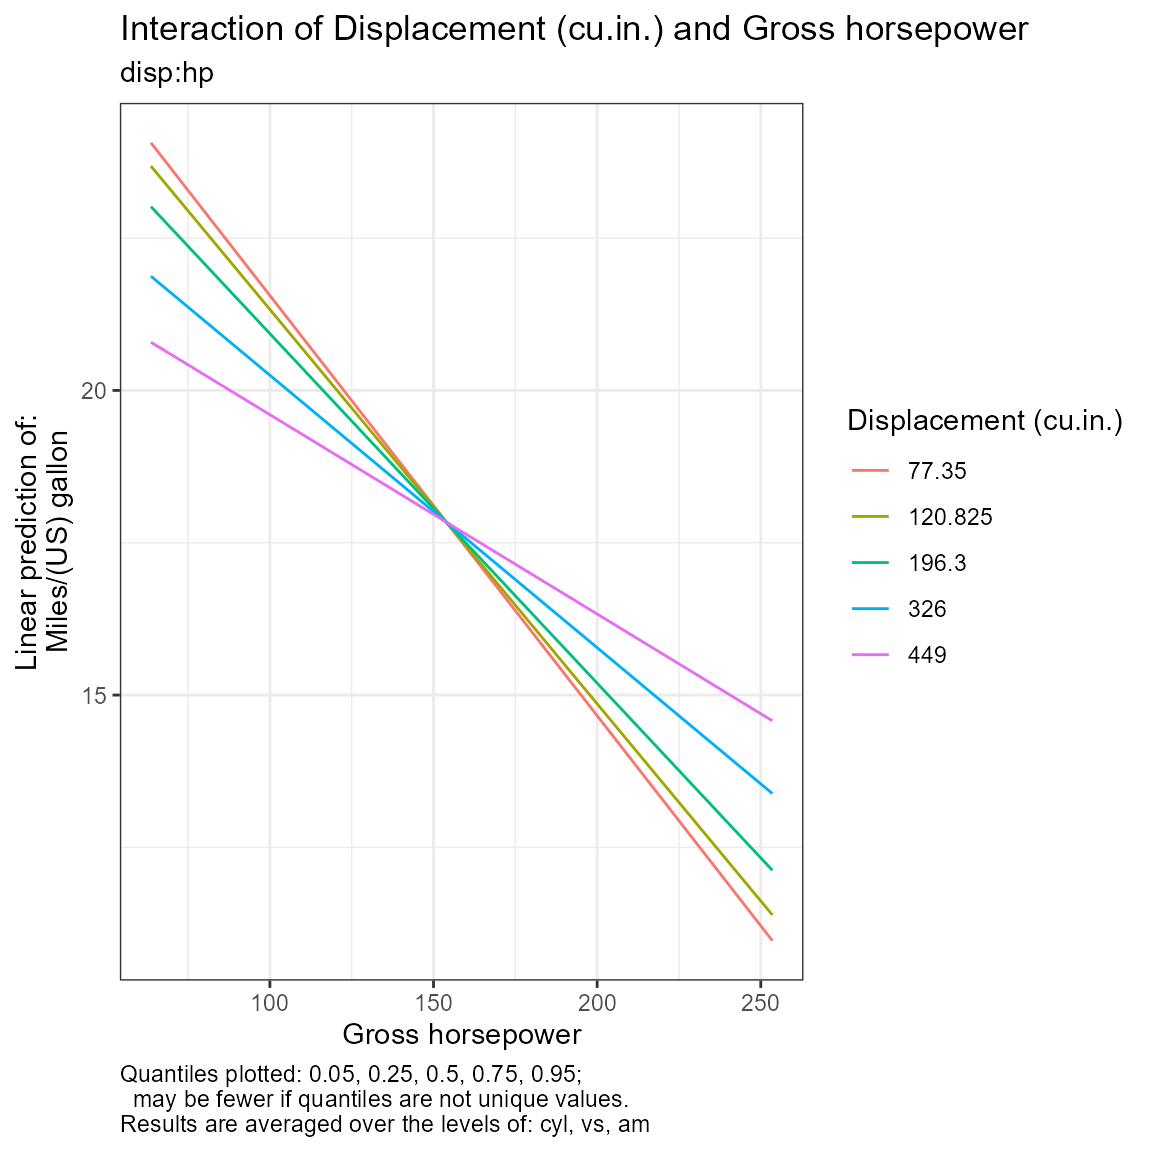 Interaction of Displacement (cu.in.) and Gross horsepower
disp:hp
Linear prediction of:
Miles/(US) gallon
20
15
100
150
200
250
Gross horsepower
Displacement (cu.in.)
77.35
120.825
196.3
326
449
Quantiles plotted: 0.05, 0.25, 0.5, 0.75, 0.95;
may be fewer if quantiles are not unique values.
Results are averaged over the levels of: cyl, vs, am